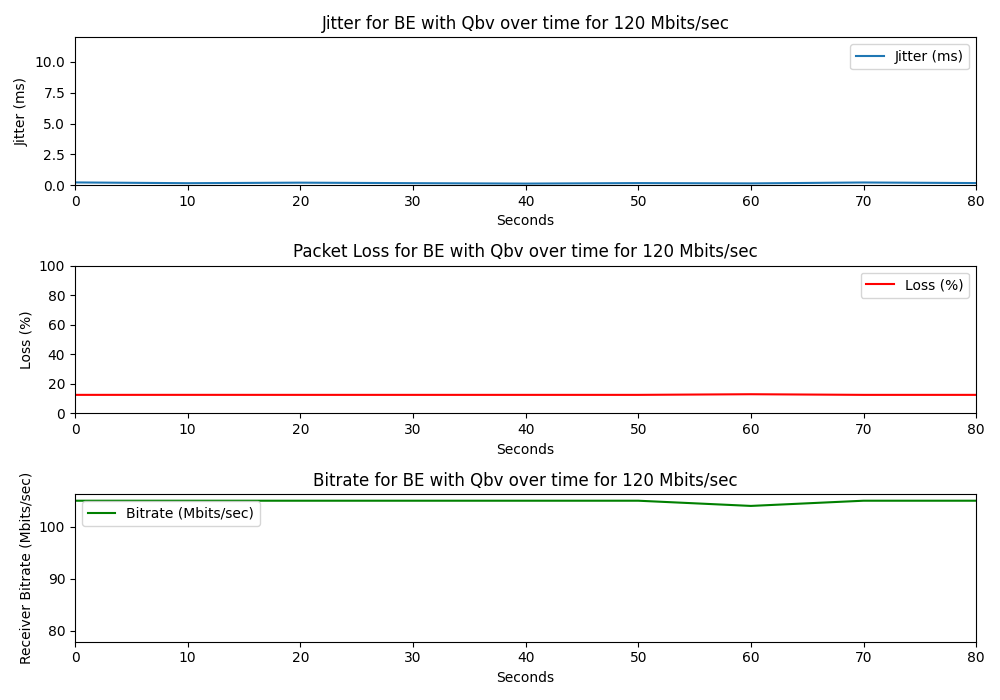 Jitter for BE with Qbv over time for 120 Mbits/sec
Jitter (ms)
10.0
7.5
5.0
2.5
0.0
Jitter (ms)
0 10 20 30 40 50 60 70 80
Seconds
Packet Loss for BE with Qbv over time for 120 Mbits/sec
Loss (%)
100
80
60
40
20
0
Loss (%)
0 10 20 30 40 50 60 70 80
Seconds
Bitrate for BE with Qbv over time for 120 Mbits/sec
Receiver Bitrate (Mbits/sec)
Bitrate (Mbits/sec)
100
90
80
0 10 20 30 40 50 60 70 80
Seconds